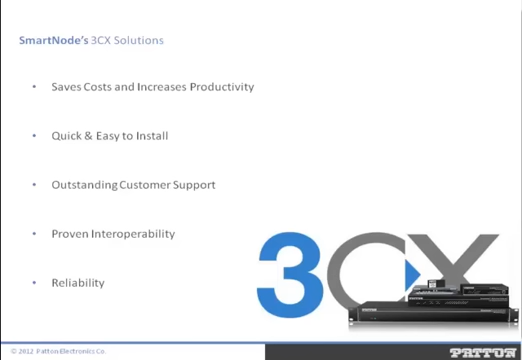 SmartNode's 3CX Solutions
• Saves Costs and Increases Productivity
• Quick & Easy to Install
• Outstanding Customer Support
• Proven Interoperability
• Reliability
3CX
© 2012 Patton Electronics Co.
PATTON